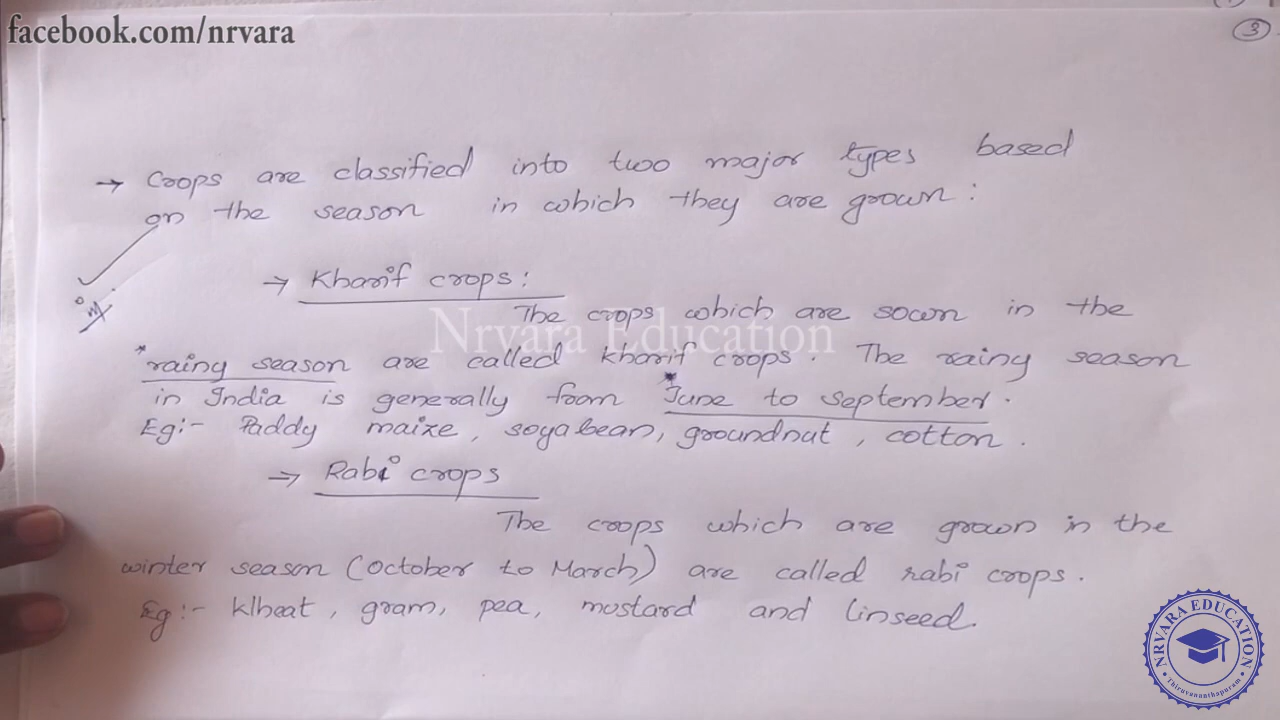 facebook.com/nrvara
3
→ Crops are classified into two major types based
on the season in which they are grown:
→ Kharif crops:
The crops which are sown in the
Nrvara Education
*rainy season are called kharif crops. The rainy season
in India is generally from *June to september.
Eg:- Paddy maize, soyabean, groundnut, cotton.
→ Rabi crops
The crops which are grown in the
winter season (October to March) are called rabi crops.
Eg:- Wheat, gram, pea, mustard and linseed.
NRVARA EDUCATION
Thiruvananthapuram